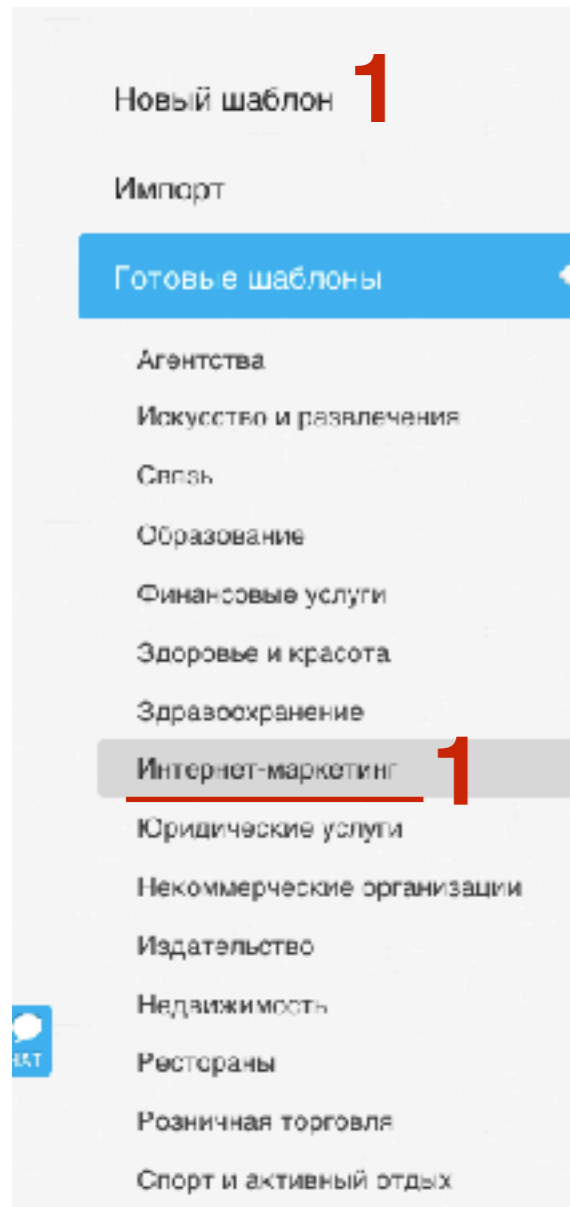 Новый шаблон 1
Импорт
Готовые шаблоны
Агентства
Искусство и развлечения
Связь
Образование
Финансовые услуги
Здоровье и красота
Здравоохранение
Интернет-маркетинг 1
Юридические услуги
Некоммерческие организации
Издательство
Недвижимость
HAT
Рестораны
Розничная торговля
Спорт и активный отдых